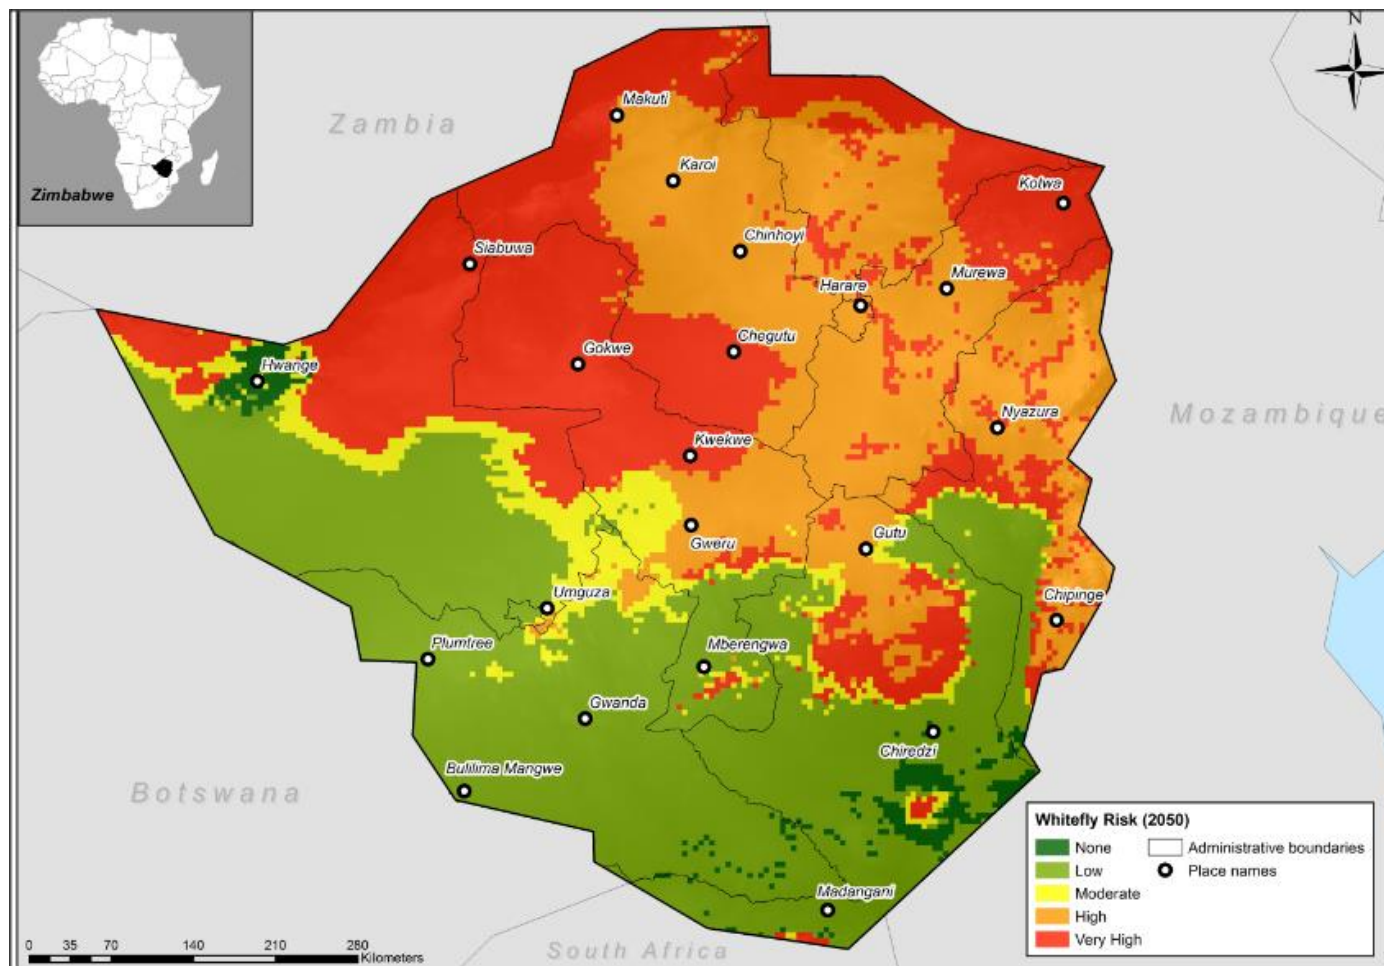 Zimbabwe
N
Zambia
Makuti
Karoi
Kotwa
Siabuwa
Chinhoyi
Harare
Murewa
Hwange
Gokwe
Chegutu
Mozambique
Nyazura
Kwekwe
Gweru
Gutu
Umguza
Chipinge
Plumtree
Mberengwa
Gwanda
Chiredzi
Bulilima Mangwe
Botswana
Madangani
South Africa
Whitefly Risk (2050)
None
Low
Moderate
High
Very High
Administrative boundaries
Place names
0 35 70 140 210 280
Kilometers